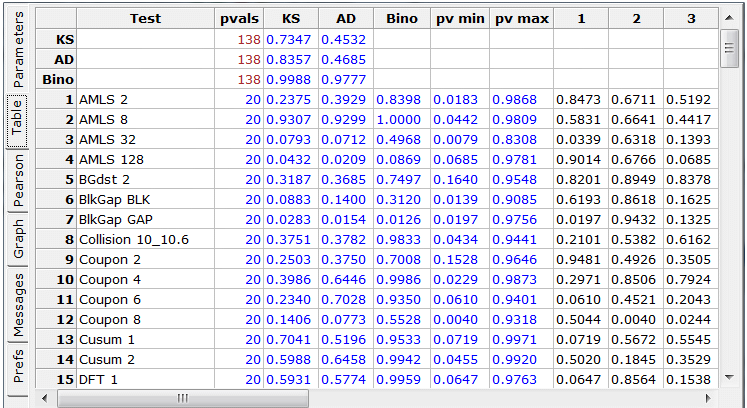 Test pvals KS AD Bino pv min pv max 1 2 3
KS 138 0.7347 0.4532
AD 138 0.8357 0.4685
Bino 138 0.9988 0.9777
1 AMLS 2 20 0.2375 0.3929 0.8398 0.0183 0.9868 0.8473 0.6711 0.5192
2 AMLS 8 20 0.9307 0.9299 1.0000 0.0442 0.9809 0.5831 0.6641 0.4417
3 AMLS 32 20 0.0793 0.0712 0.4968 0.0079 0.8308 0.0339 0.6318 0.1393
4 AMLS 128 20 0.0432 0.0209 0.0869 0.0685 0.9781 0.9014 0.6766 0.0685
5 BGdst 2 20 0.3187 0.3685 0.7497 0.1640 0.9548 0.8201 0.8949 0.8378
6 BlkGap BLK 20 0.0883 0.1400 0.3120 0.0139 0.9085 0.6193 0.8618 0.1625
7 BlkGap GAP 20 0.0283 0.0154 0.0126 0.0197 0.9756 0.0197 0.9432 0.1325
8 Collision 10_10.6 20 0.3751 0.3782 0.9833 0.0434 0.9441 0.2101 0.5382 0.6162
9 Coupon 2 20 0.2503 0.3750 0.7008 0.1528 0.9646 0.9481 0.4926 0.3505
10 Coupon 4 20 0.3986 0.6446 0.9986 0.0229 0.9873 0.2971 0.8506 0.7924
11 Coupon 6 20 0.2340 0.7028 0.9350 0.0610 0.9401 0.0610 0.4521 0.2043
12 Coupon 8 20 0.1406 0.0773 0.5528 0.0040 0.9318 0.5044 0.0040 0.0244
13 Cusum 1 20 0.7041 0.5196 0.9533 0.0719 0.9971 0.0719 0.5672 0.5545
14 Cusum 2 20 0.5988 0.6458 0.9942 0.0455 0.9920 0.5020 0.1845 0.3529
15 DFT 1 20 0.5931 0.5774 0.9959 0.0647 0.9763 0.0647 0.8564 0.1538
Parameters
Table
Pearson
Graph
Messages
Prefs